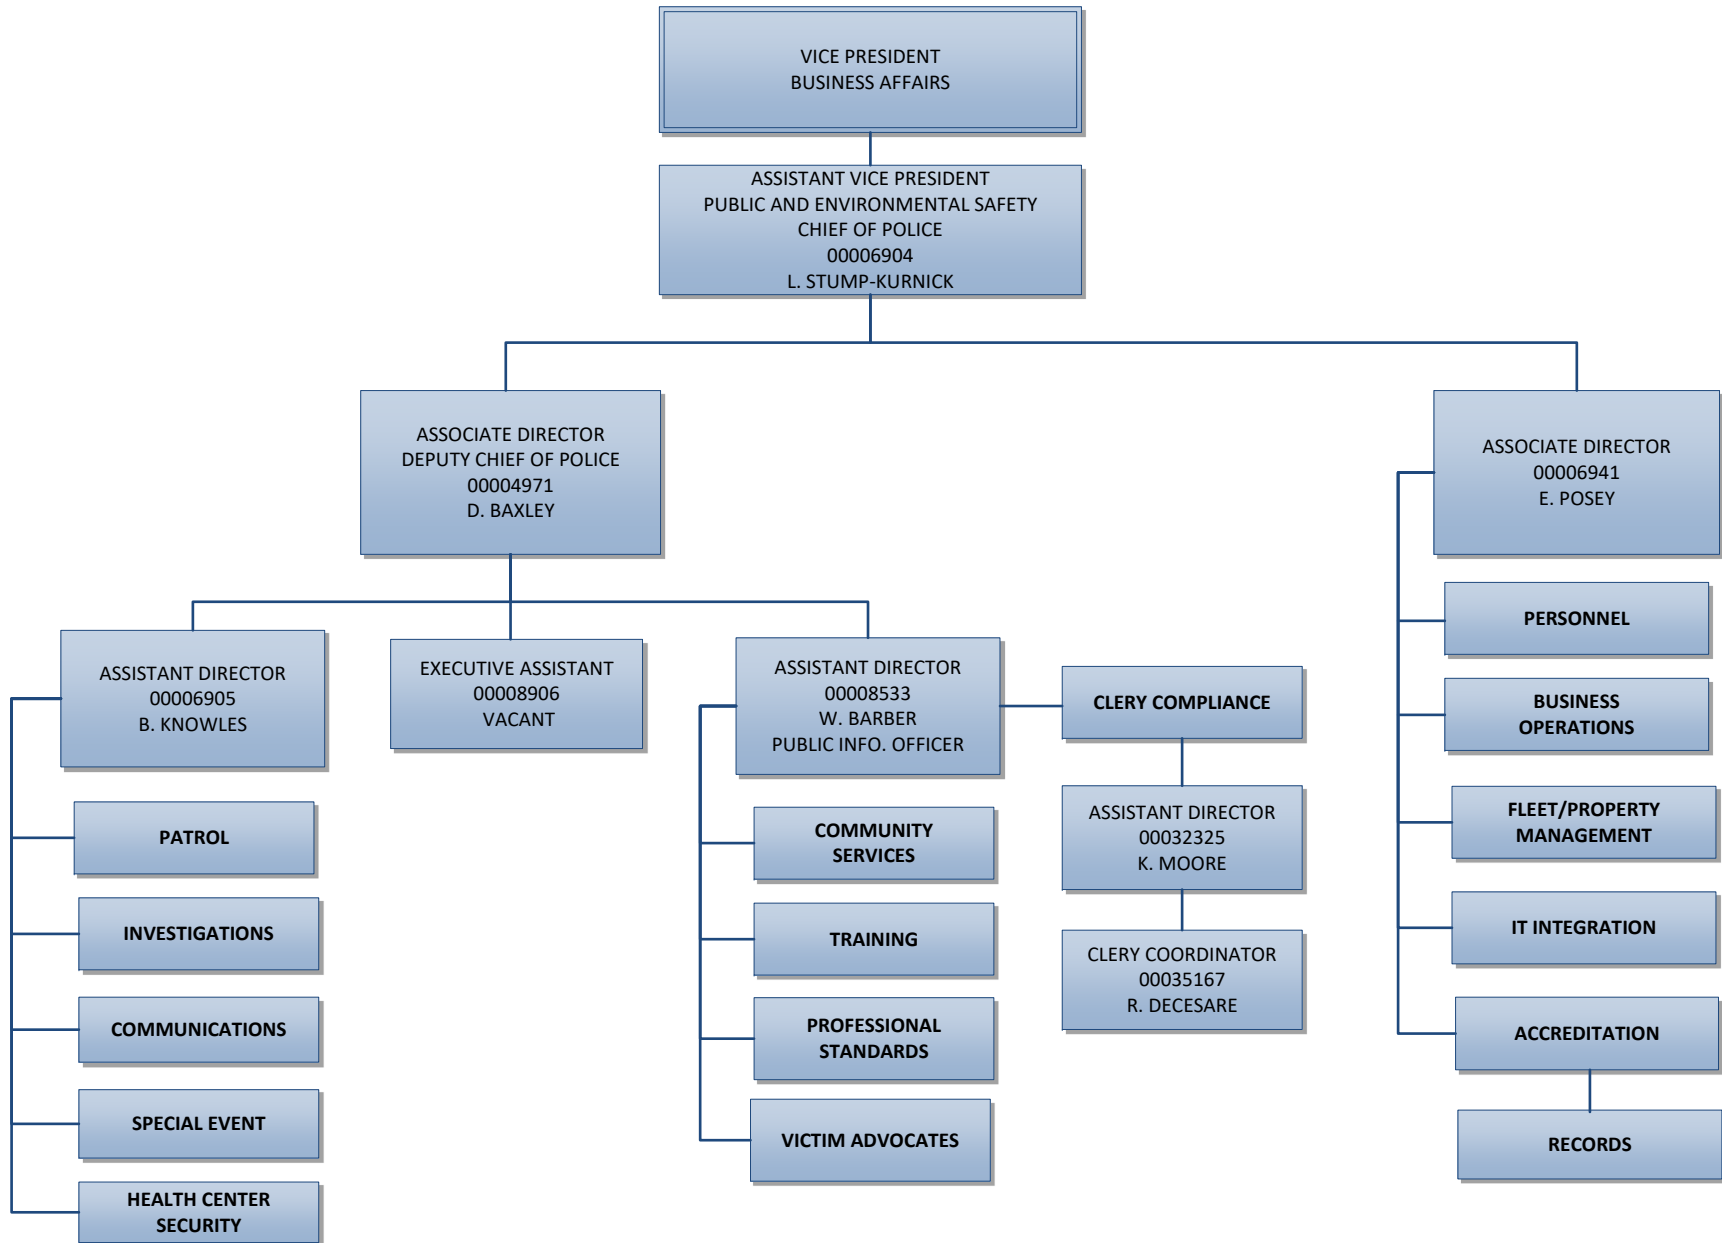 VICE PRESIDENT
BUSINESS AFFAIRS
ASSISTANT VICE PRESIDENT
PUBLIC AND ENVIRONMENTAL SAFETY
CHIEF OF POLICE
00006904
L. STUMP-KURNICK
ASSOCIATE DIRECTOR
DEPUTY CHIEF OF POLICE
00004971
D. BAXLEY
ASSOCIATE DIRECTOR
00006941
E. POSEY
ASSISTANT DIRECTOR
00006905
B. KNOWLES
PATROL
INVESTIGATIONS
COMMUNICATIONS
SPECIAL EVENT
HEALTH CENTER
SECURITY
EXECUTIVE ASSISTANT
00008906
VACANT
ASSISTANT DIRECTOR
00008533
W. BARBER
PUBLIC INFO. OFFICER
COMMUNITY
SERVICES
TRAINING
PROFESSIONAL
STANDARDS
VICTIM ADVOCATES
CLERY COMPLIANCE
ASSISTANT DIRECTOR
00032325
K. MOORE
CLERY COORDINATOR
00035167
R. DECESARE
PERSONNEL
BUSINESS
OPERATIONS
FLEET/PROPERTY
MANAGEMENT
IT INTEGRATION
ACCREDITATION
RECORDS